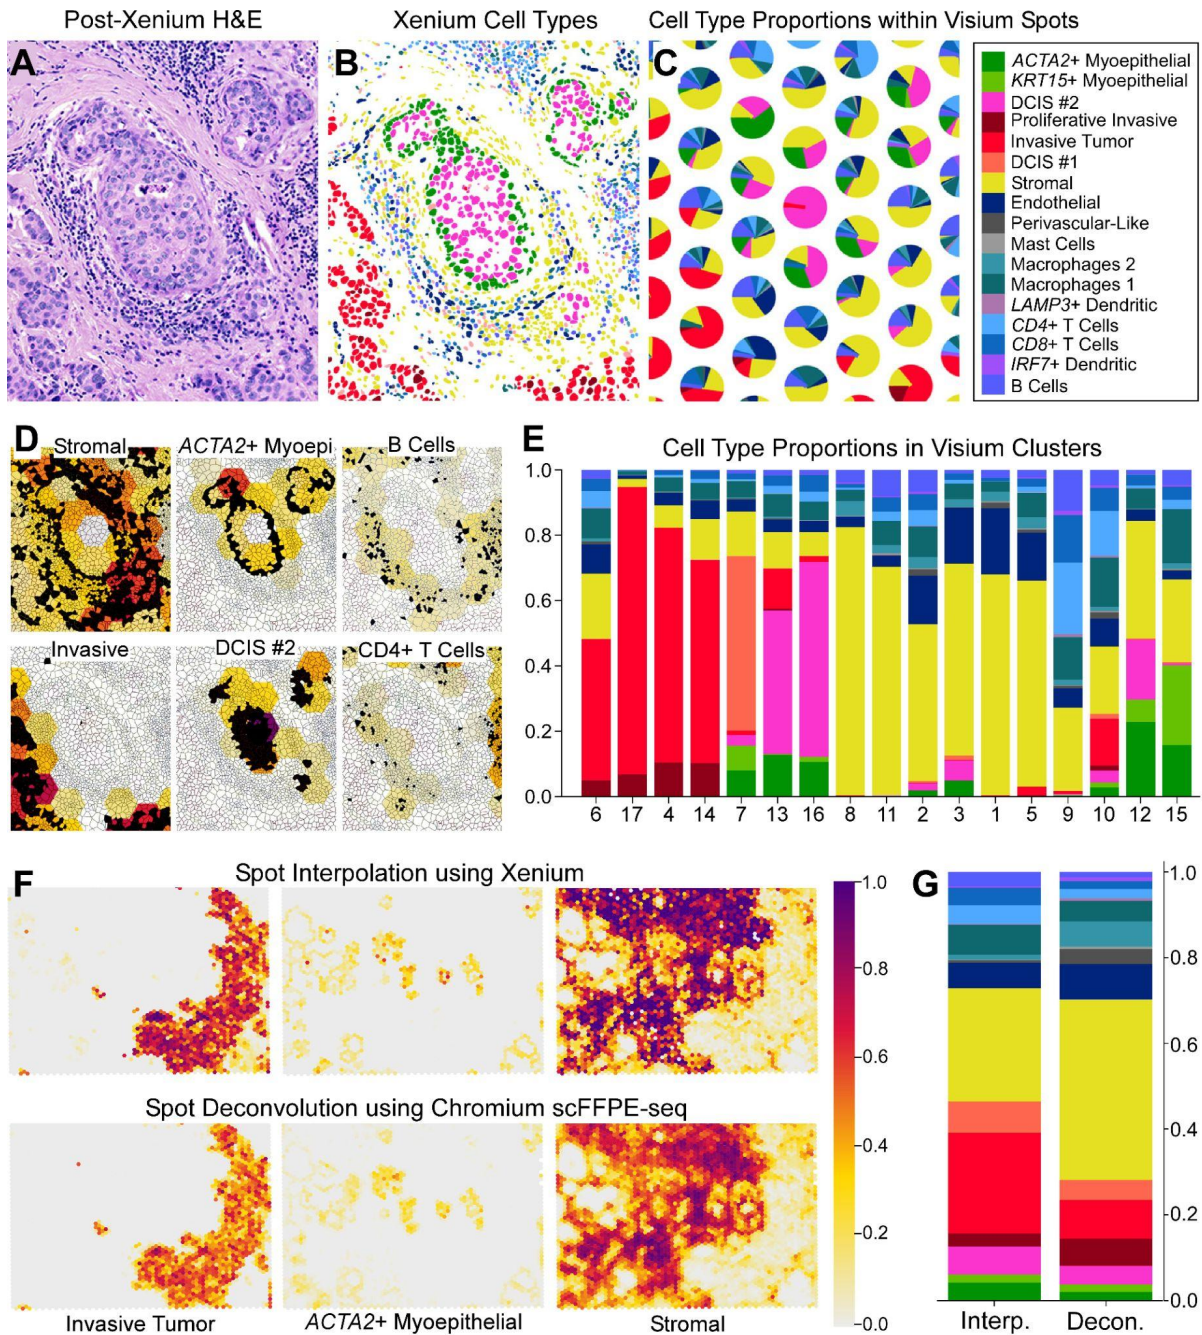 Post-Xenium H&E
Xenium Cell Types
Cell Type Proportions within Visium Spots
A
B
C
ACTA2+ Myoepithelial
KRT15+ Myoepithelial
DCIS #2
Proliferative Invasive
Invasive Tumor
DCIS #1
Stromal
Endothelial
Perivascular-Like
Mast Cells
Macrophages 2
Macrophages 1
LAMP3+ Dendritic
CD4+ T Cells
CD8+ T Cells
IRF7+ Dendritic
B Cells
D
Stromal
ACTA2+ Myoepi
B Cells
Invasive
DCIS #2
CD4+ T Cells
E
Cell Type Proportions in Visium Clusters
1.0
0.8
0.6
0.4
0.2
0.0
6 17 4 14 7 13 16 8 11 2 3 1 5 9 10 12 15
F
Spot Interpolation using Xenium
Spot Deconvolution using Chromium scFFPE-seq
Invasive Tumor
ACTA2+ Myoepithelial
Stromal
1.0
0.8
0.6
0.4
0.2
0.0
G
1.0
0.8
0.6
0.4
0.2
0.0
Interp. Decon.